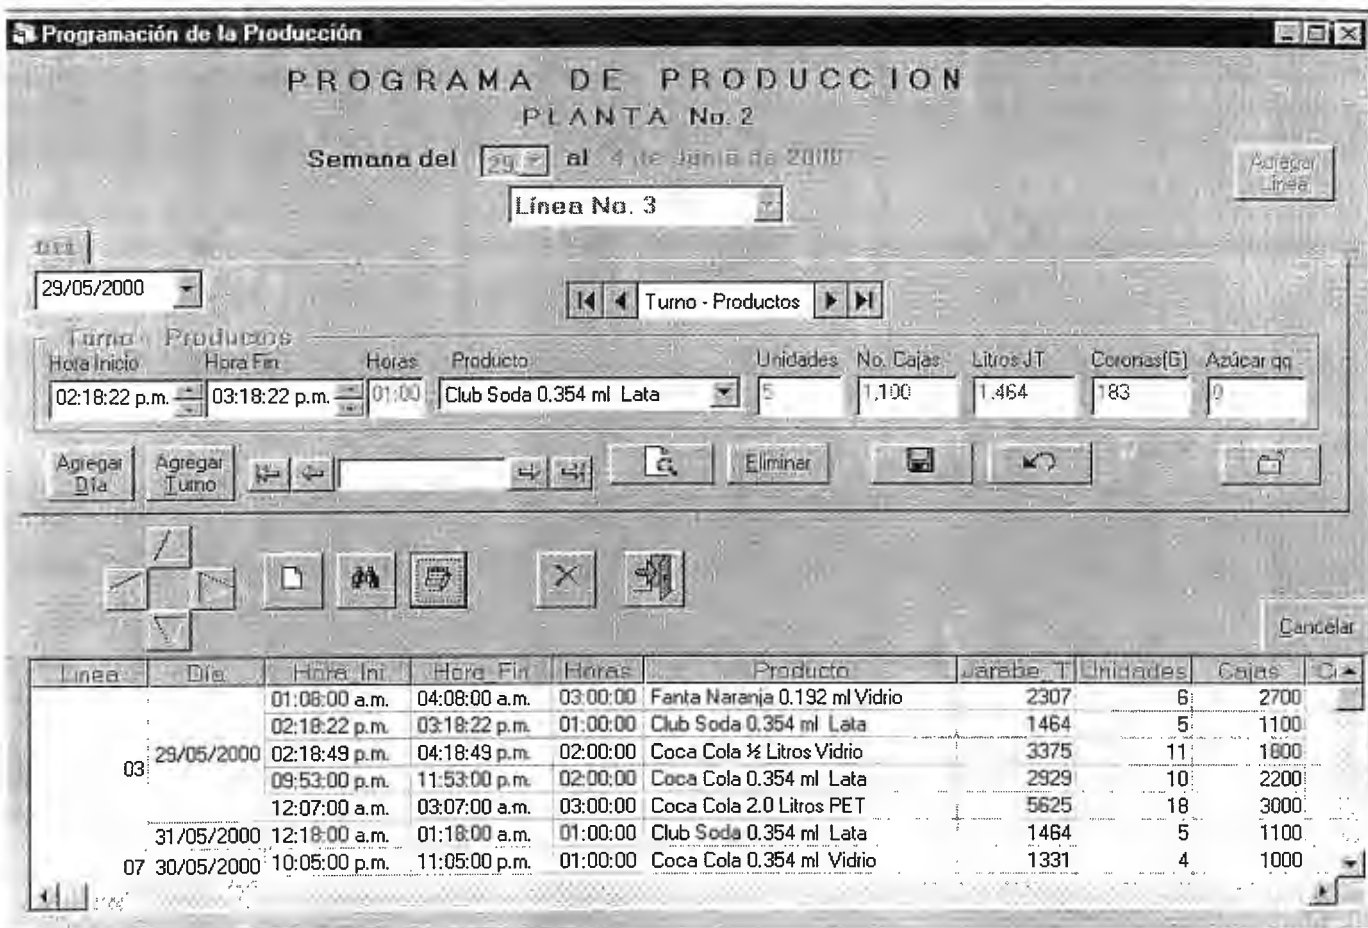 Programación de la Producción
PROGRAMA DE PRODUCCION
PLANTA No. 2
Semana del 29 al 4 de Junio de 2000
Agregar Línea
Línea No. 3
29/05/2000
Turno - Productos
Turno - Productos
Hora Inicio Hora Fin Horas Producto Unidades No. Cajas Litros JT Coronas(G) Azúcar qq
02:18:22 p.m. 03:18:22 p.m. 01:00 Club Soda 0.354 ml Lata 5 1,100 1.464 183 0
Agregar Día Agregar Turno Eliminar
Cancelar
Linea Día Hora Ini Hora Fin Horas Producto Jarabe T Unidades Cajas
01:08:00 a.m. 04:08:00 a.m. 03:00:00 Fanta Naranja 0.192 ml Vidrio 2307 6 2700
02:18:22 p.m. 03:18:22 p.m. 01:00:00 Club Soda 0.354 ml Lata 1464 5 1100
03 29/05/2000 02:18:49 p.m. 04:18:49 p.m. 02:00:00 Coca Cola ½ Litros Vidrio 3375 11 1800
09:53:00 p.m. 11:53:00 p.m. 02:00:00 Coca Cola 0.354 ml Lata 2929 10 2200
12:07:00 a.m. 03:07:00 a.m. 03:00:00 Coca Cola 2.0 Litros PET 5625 18 3000
31/05/2000 12:18:00 a.m. 01:18:00 a.m. 01:00:00 Club Soda 0.354 ml Lata 1464 5 1100
07 30/05/2000 10:05:00 p.m. 11:05:00 p.m. 01:00:00 Coca Cola 0.354 ml Vidrio 1331 4 1000